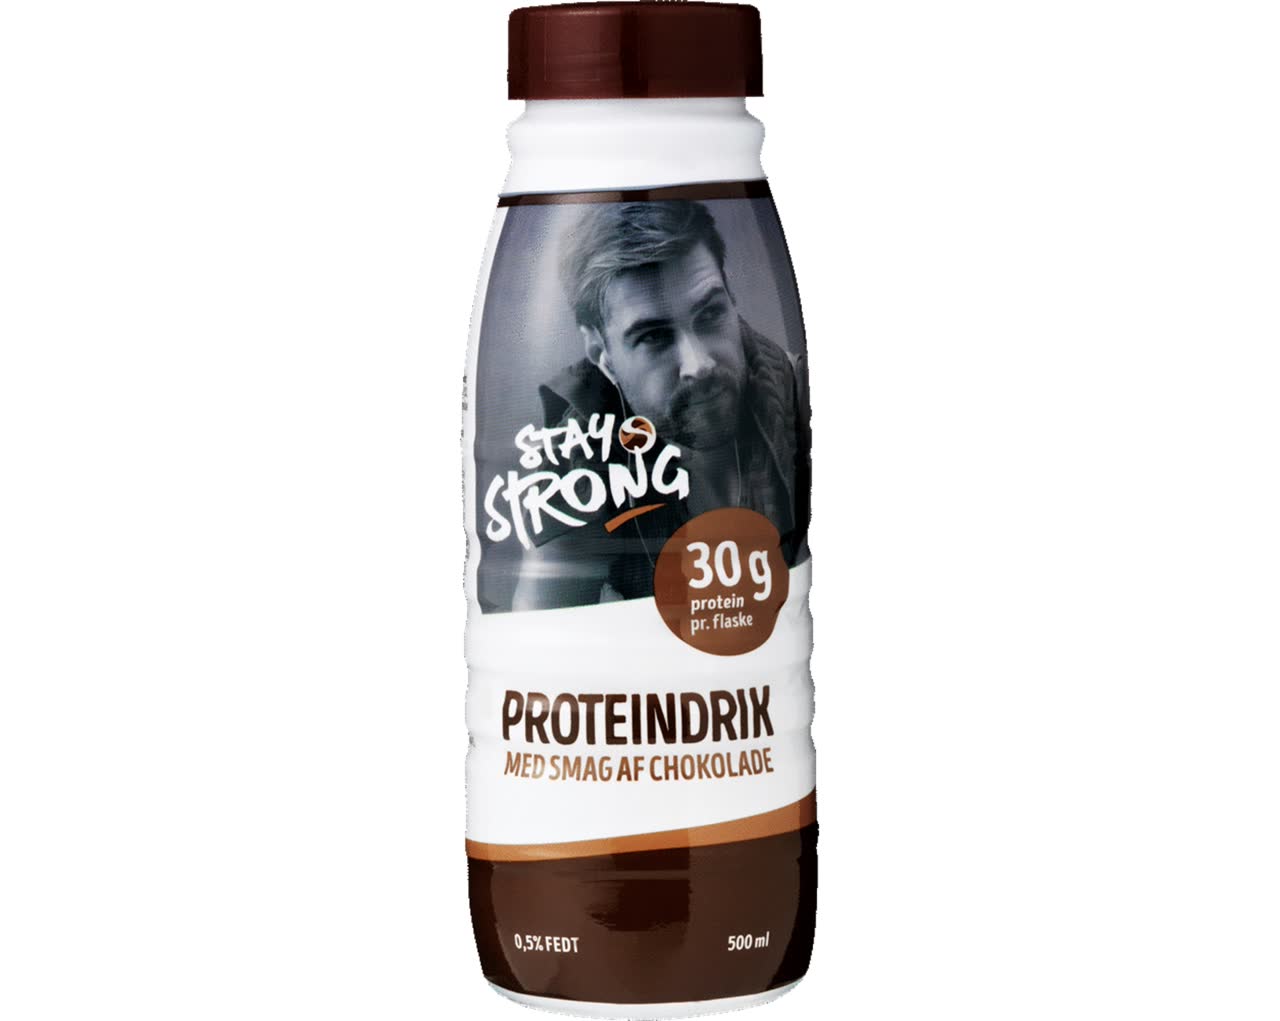 STAY
STRONG
30 g
protein
pr. flaske
PROTEINDRIK
MED SMAG AF CHOKOLADE
0,5% FEDT
500 ml